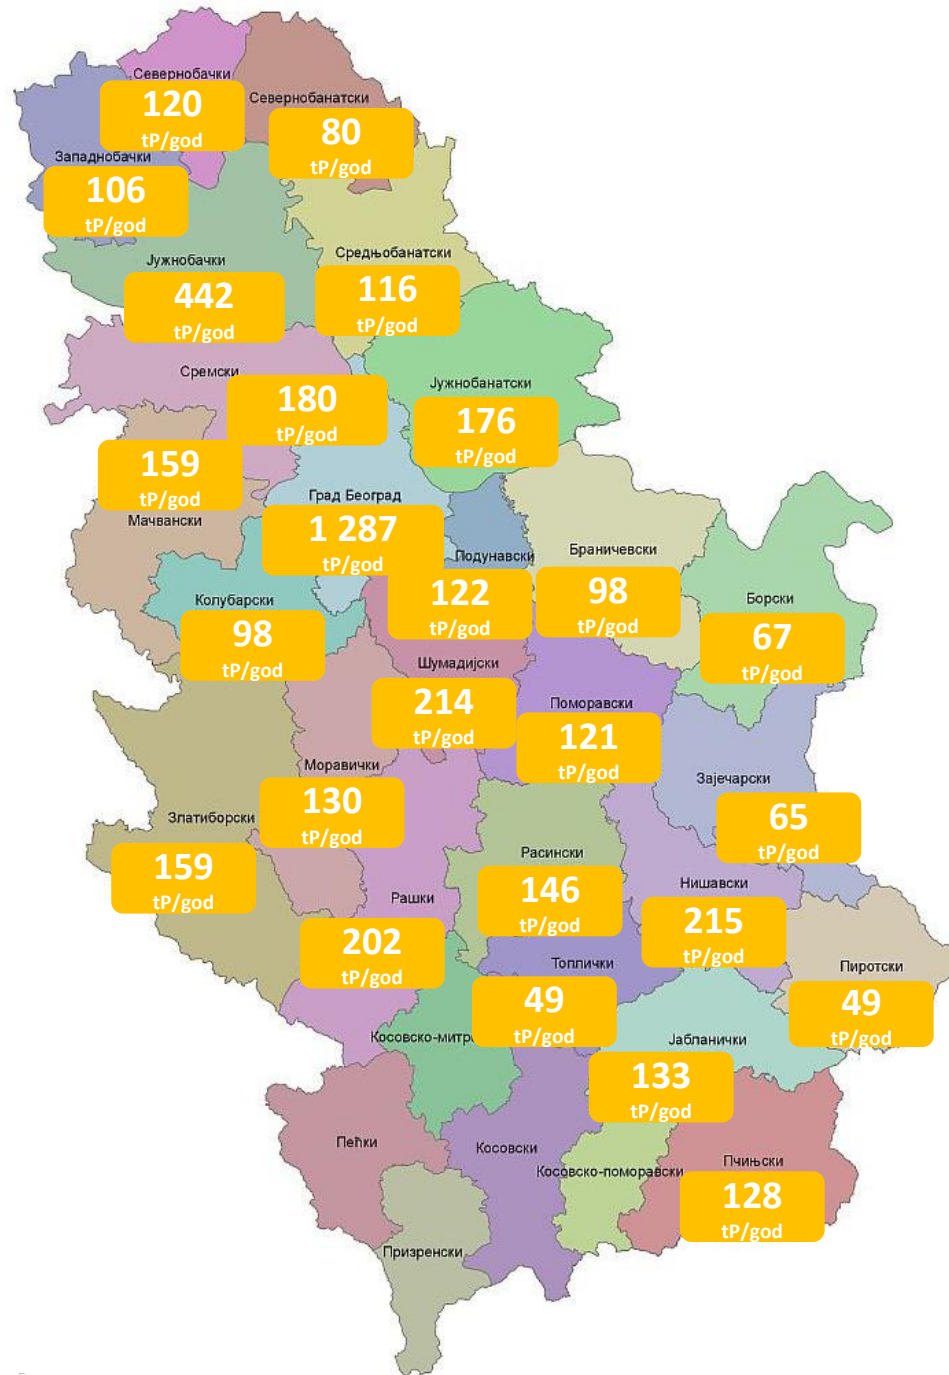 Севернобачки
120
tP/god
Севернобанатски
80
tP/god
Западнобачки
106
tP/god
Јужнобачки
442
tP/god
Средњобанатски
116
tP/god
Сремски
180
tP/god
Јужнобанатски
176
tP/god
159
tP/god
Мачвански
Град Београд
1 287
tP/god
Подунавски
122
tP/god
Браничевски
98
tP/god
Борски
67
tP/god
Колубарски
98
tP/god
Шумадијски
214
tP/god
Поморавски
121
tP/god
Моравички
130
tP/god
Зајечарски
65
tP/god
Златиборски
159
tP/god
Расински
146
tP/god
Нишавски
215
tP/god
Рашки
202
tP/god
Топлички
49
tP/god
Пиротски
49
tP/god
Косовско-митр
Јабланички
133
tP/god
Пећки
Косовски
Косовско-поморавски
Пчињски
128
tP/god
Призренски